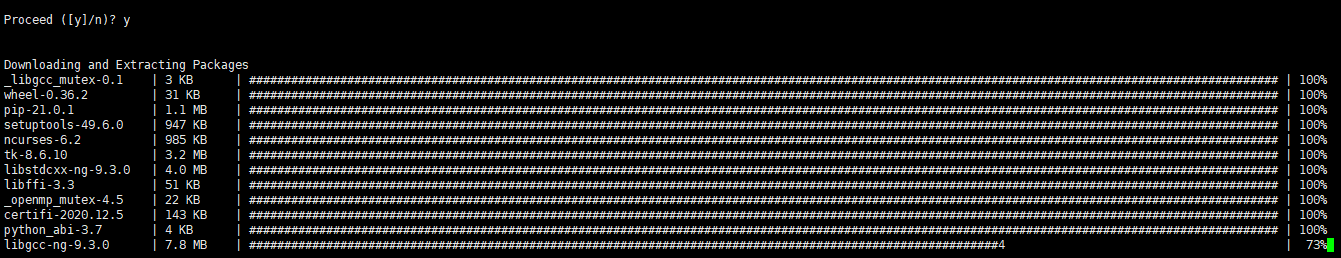 Proceed ([y]/n)? y
Downloading and Extracting Packages
_libgcc_mutex-0.1 | 3 KB | ################################################################################################################################################### | 100%
wheel-0.36.2 | 31 KB | ################################################################################################################################################### | 100%
pip-21.0.1 | 1.1 MB | ################################################################################################################################################### | 100%
setuptools-49.6.0 | 947 KB | ################################################################################################################################################### | 100%
ncurses-6.2 | 985 KB | ################################################################################################################################################### | 100%
tk-8.6.10 | 3.2 MB | ################################################################################################################################################### | 100%
libstdcxx-ng-9.3.0 | 4.0 MB | ################################################################################################################################################### | 100%
libffi-3.3 | 51 KB | ################################################################################################################################################### | 100%
_openmp_mutex-4.5 | 22 KB | ################################################################################################################################################### | 100%
certifi-2020.12.5 | 143 KB | ################################################################################################################################################### | 100%
python_abi-3.7 | 4 KB | ################################################################################################################################################### | 100%
libgcc-ng-9.3.0 | 7.8 MB | ###########################################################################################################4 | 73%